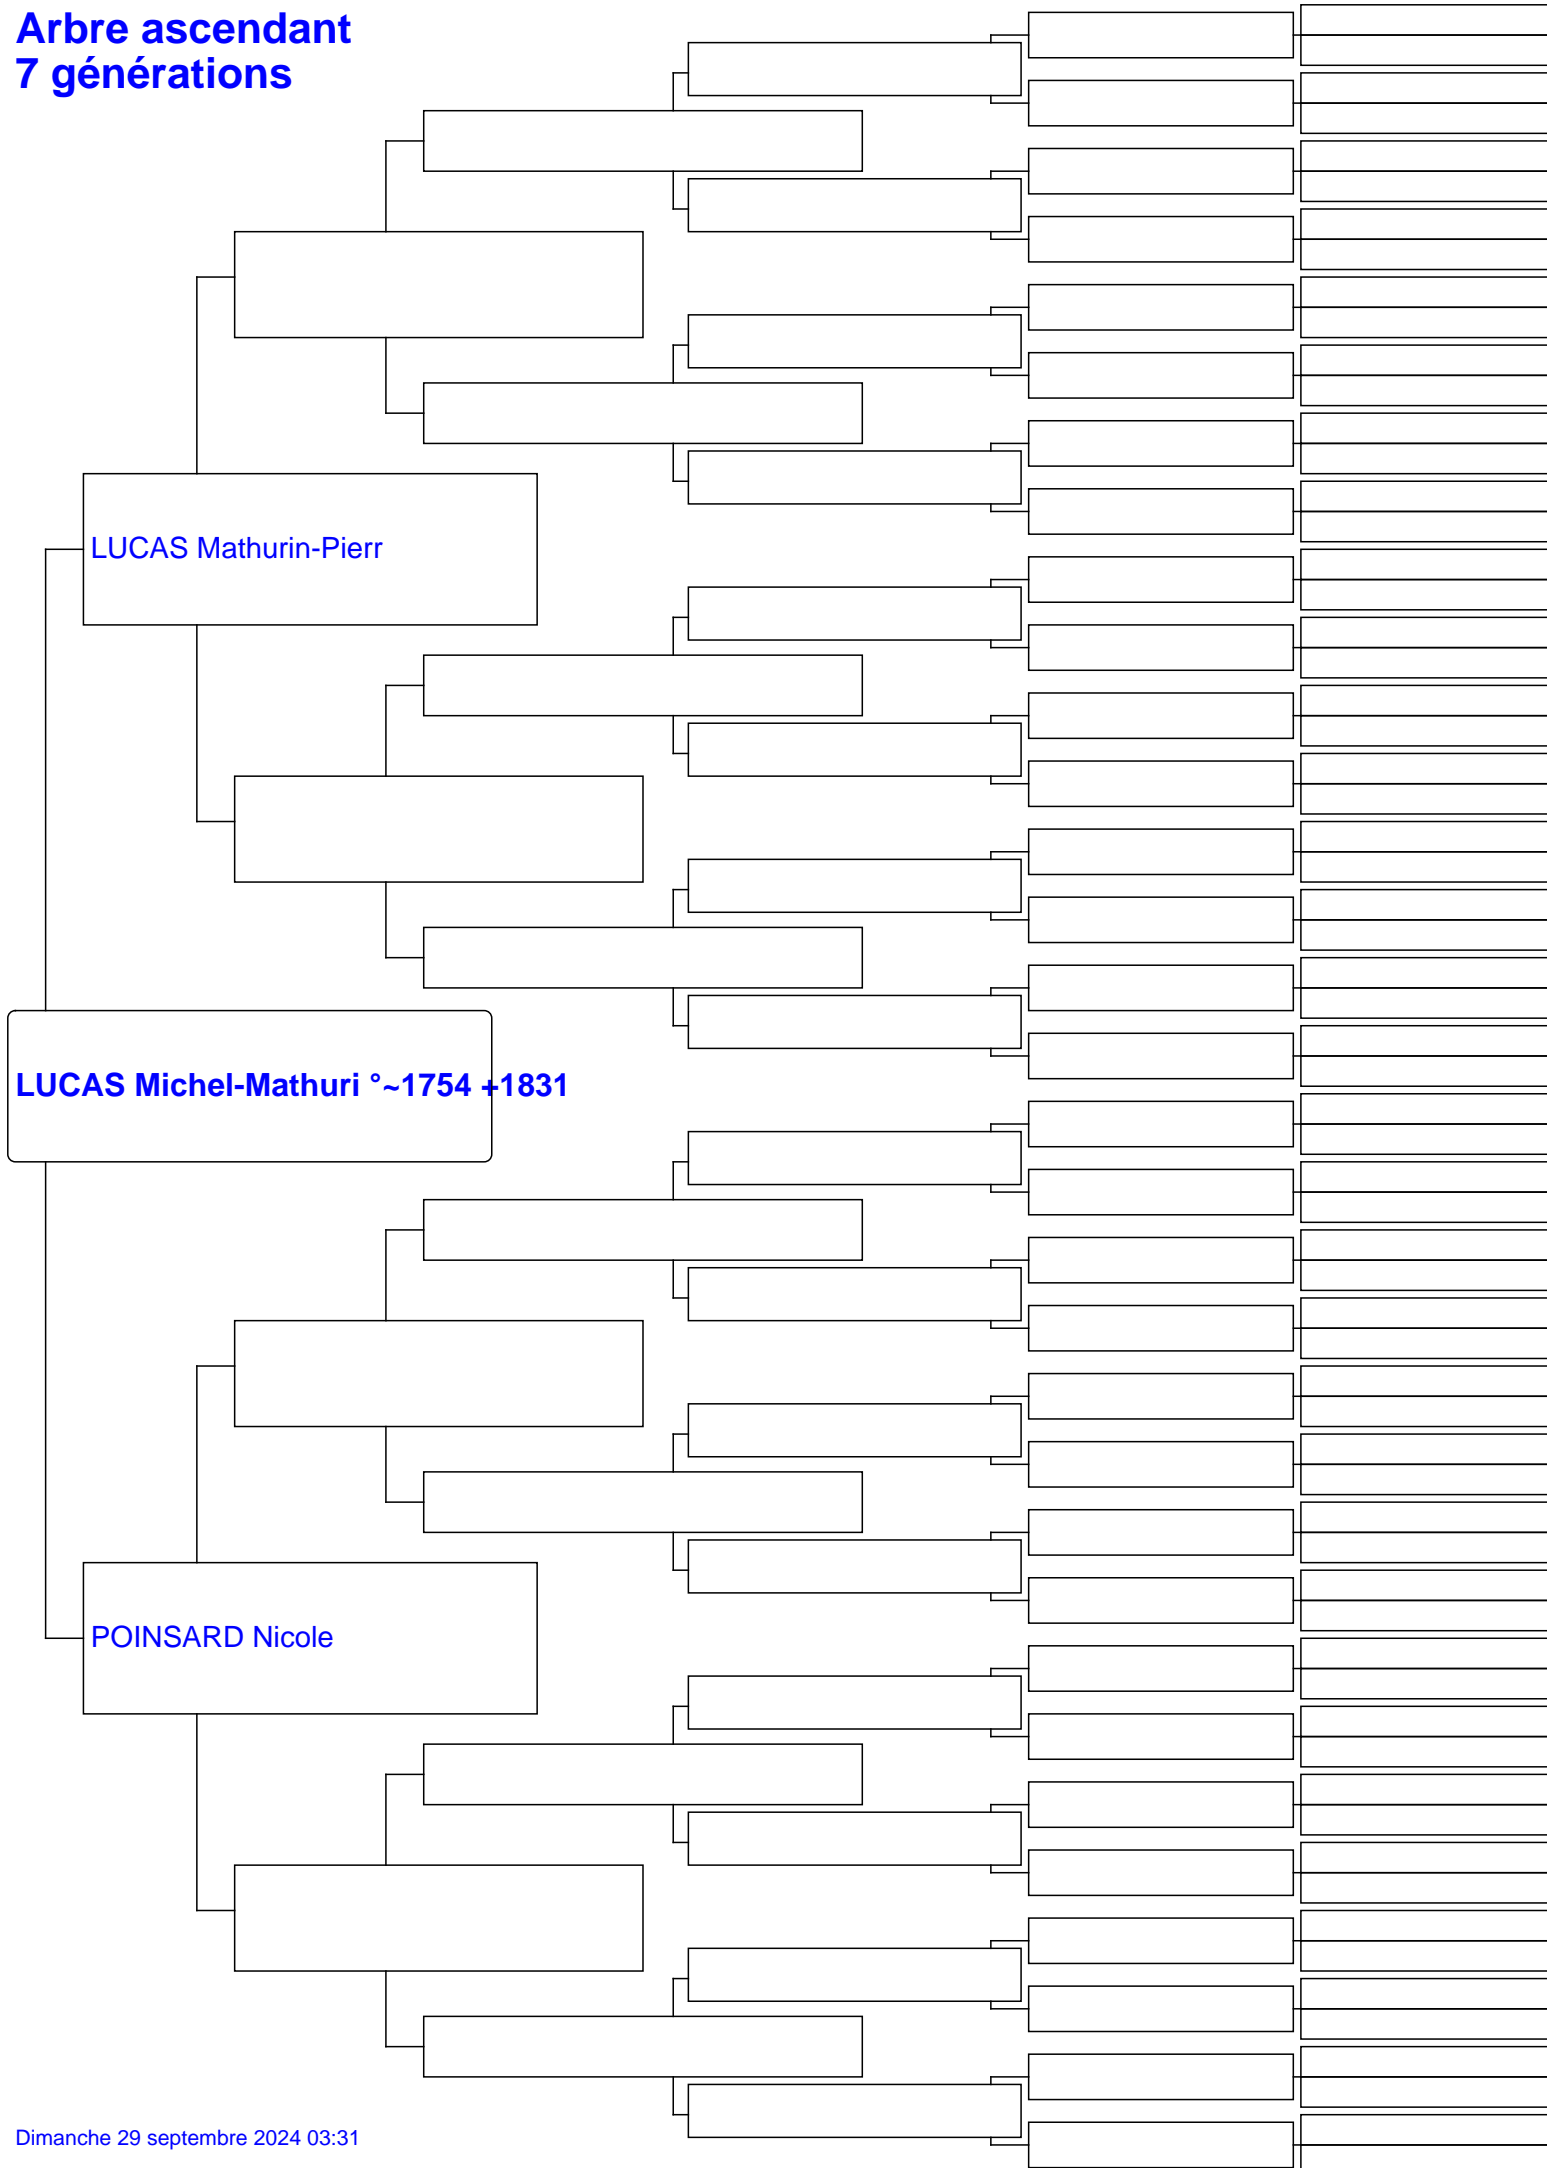 Arbre ascendant
7 générations
LUCAS Mathurin-Pierr
LUCAS Michel-Mathuri °~1754 +1831
POINSARD Nicole
Dimanche 29 septembre 2024 03:31